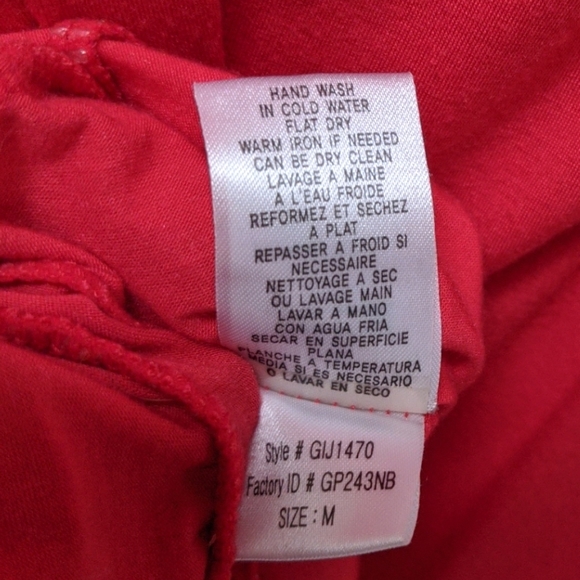 HAND WASH
IN COLD WATER
FLAT DRY
WARM IRON IF NEEDED
CAN BE DRY CLEAN
LAVAGE A MAINE
A L'EAU FROIDE
REFORMEZ ET SECHEZ
A PLAT
REPASSER A FROID SI
NECESSAIRE
NETTOYAGE A SEC
OU LAVAGE MAIN
LAVAR A MANO
CON AGUA FRIA
SECAR EN SUPERFICIE
PLANA
PLANCHE A TEMPERATURA
MEDIA SI ES NECESARIO
O LAVAR EN SECO
Style # GIJ1470
Factory ID # GP243NB
SIZE : M